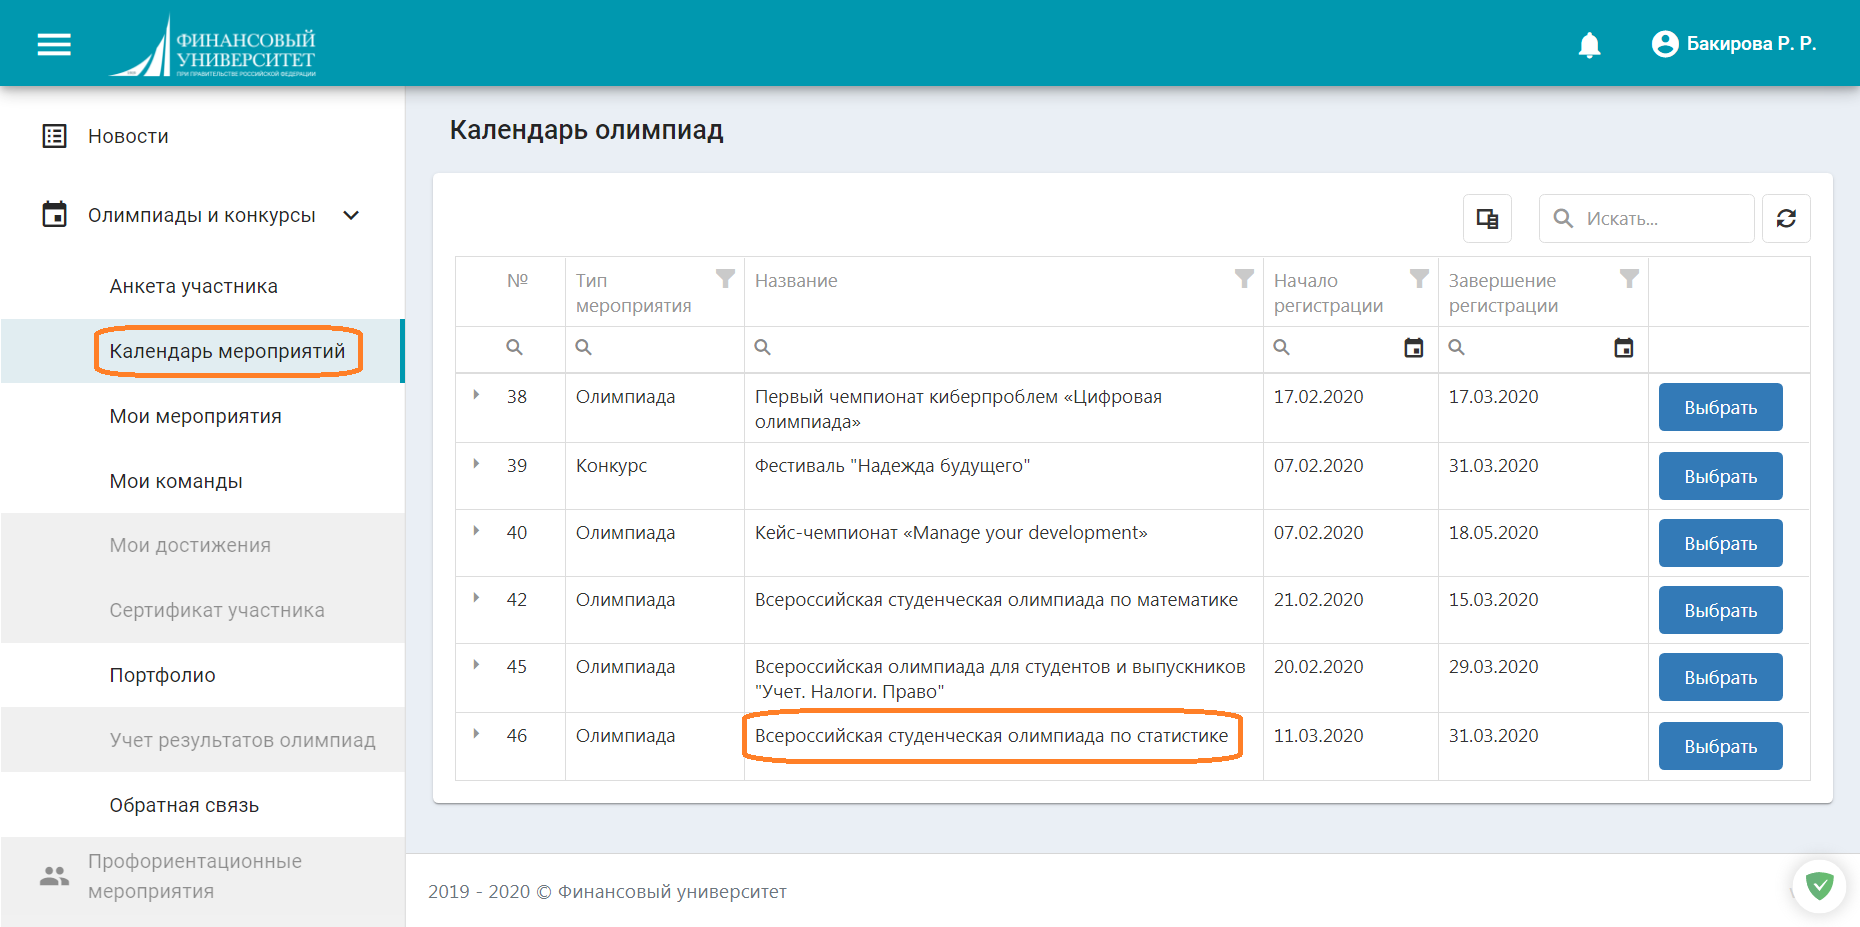 ФИНАНСОВЫЙ
УНИВЕРСИТЕТ
ПРИ ПРАВИТЕЛЬСТВЕ РОССИЙСКОЙ ФЕДЕРАЦИИ
Бакирова Р. Р.
Новости
Олимпиады и конкурсы
Анкета участника
Календарь мероприятий
Мои мероприятия
Мои команды
Мои достижения
Сертификат участника
Портфолио
Учет результатов олимпиад
Обратная связь
Профориентационные
мероприятия
Календарь олимпиад
Искать...
№ Тип Название Начало Завершение
мероприятия регистрации регистрации
38 Олимпиада Первый чемпионат киберпроблем «Цифровая 17.02.2020 17.03.2020 Выбрать
олимпиада»
39 Конкурс Фестиваль "Надежда будущего" 07.02.2020 31.03.2020 Выбрать
40 Олимпиада Кейс-чемпионат «Manage your development» 07.02.2020 18.05.2020 Выбрать
42 Олимпиада Всероссийская студенческая олимпиада по математике 21.02.2020 15.03.2020 Выбрать
45 Олимпиада Всероссийская олимпиада для студентов и выпускников 20.02.2020 29.03.2020 Выбрать
"Учет. Налоги. Право"
46 Олимпиада Всероссийская студенческая олимпиада по статистике 11.03.2020 31.03.2020 Выбрать
2019 - 2020 © Финансовый университет